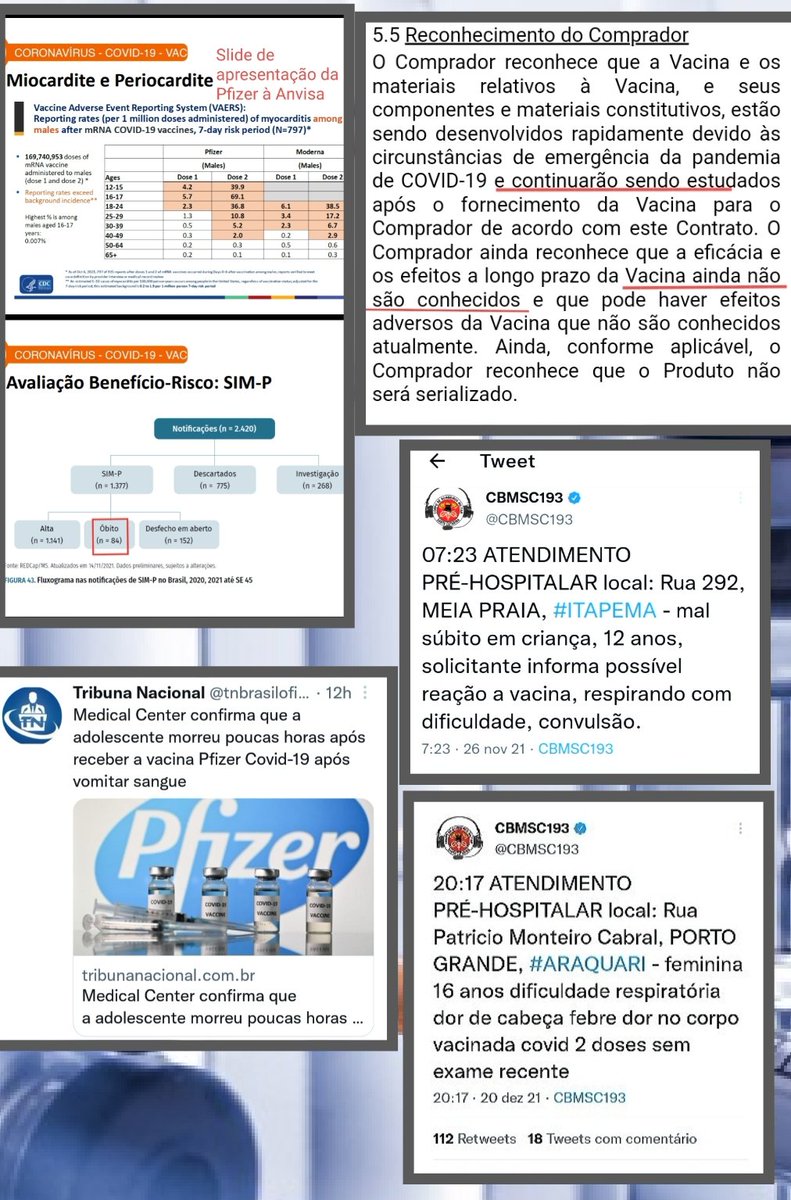 CORONAVÍRUS - COVID-19 - VAC
Miocardite e Periocardite
Slide de
apresentação da
Pfizer à Anvisa
Vaccine Adverse Event Reporting System (VAERS):
Reporting rates (per 1 million doses administered) of myocarditis among
males after mRNA COVID-19 vaccines, 7-day risk period (N=797)*
• 169,740,953 doses of
mRNA vaccine
administered to males
(dose 1 and dose 2) *
• Reporting rates exceed
background incidence**
Highest % is among
males aged 16-17
years:
0.007%
Pfizer Moderna
(Males) (Males)
Ages Dose 1 Dose 2 Dose 1 Dose 2
12-15 4.2 39.9
16-17 5.7 69.1
18-24 2.3 36.8 6.1 38.5
25-29 1.3 10.8 3.4 17.2
30-39 0.5 5.2 2.3 6.7
40-49 0.3 2.0 0.2 2.9
50-64 0.2 0.3 0.5 0.6
65+ 0.2 0.1 0.1 0.3
CDC
CORONAVÍRUS - COVID-19 - VAC
Avaliação Benefício-Risco: SIM-P
Notificações (n = 2.420)
SIM-P
(n = 1.377)
Descartados
(n = 775)
Investigação
(n = 268)
Alta
(n = 1.141)
Óbito
(n = 84)
Desfecho em aberto
(n = 152)
Fonte: REDCap/MS. Atualizados em 14/11/2021. Dados preliminares, sujeitos a alterações.
FIGURA 43. Fluxograma nas notificações de SIM-P no Brasil, 2020, 2021 até SE 45
5.5 Reconhecimento do Comprador
O Comprador reconhece que a Vacina e os
materiais relativos à Vacina, e seus
componentes e materiais constitutivos, estão
sendo desenvolvidos rapidamente devido às
circunstâncias de emergência da pandemia
de COVID-19 e continuarão sendo estudados
após o fornecimento da Vacina para o
Comprador de acordo com este Contrato. O
Comprador ainda reconhece que a eficácia e
os efeitos a longo prazo da Vacina ainda não
são conhecidos e que pode haver efeitos
adversos da Vacina que não são conhecidos
atualmente. Ainda, conforme aplicável, o
Comprador reconhece que o Produto não
será serializado.
← Tweet
CBMSC193
@CBMSC193
07:23 ATENDIMENTO
PRÉ-HOSPITALAR local: Rua 292,
MEIA PRAIA, #ITAPEMA - mal
súbito em criança, 12 anos,
solicitante informa possível
reação a vacina, respirando com
dificuldade, convulsão.
7:23 · 26 nov 21 · CBMSC193
TN
Tribuna Nacional @tnbrasilofi... · 12h
Medical Center confirma que a
adolescente morreu poucas horas após
receber a vacina Pfizer Covid-19 após
vomitar sangue
Pfizer
COVID-19 VACCINE
COVID-19 VACCINE
COVID-19 VACCINE
COVID-19 VACCINE
tribunanacional.com.br
Medical Center confirma que
a adolescente morreu poucas horas ...
CBMSC193
@CBMSC193
20:17 ATENDIMENTO
PRÉ-HOSPITALAR local: Rua
Patricio Monteiro Cabral, PORTO
GRANDE, #ARAQUARI - feminina
16 anos dificuldade respiratória
dor de cabeça febre dor no corpo
vacinada covid 2 doses sem
exame recente
20:17 · 20 dez 21 · CBMSC193
112 Retweets 18 Tweets com comentário